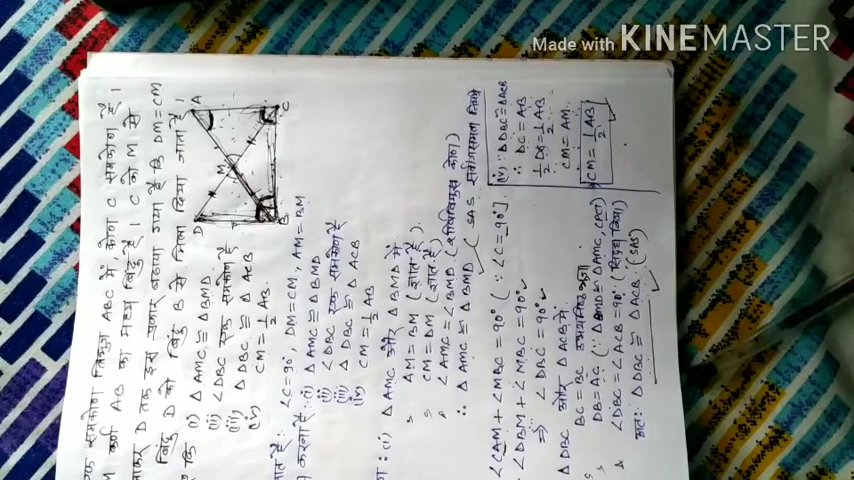 Made with KINEMASTER
समकोण त्रिभुज ABC में, कोण C समकोण है।
M कर्ण AB का मध्य बिंदु है। C को M से
D तक इस प्रकार बढ़ाया गया है कि DM=CM
बिंदु D को बिंदु B से मिला दिया जाता है।
कि (i) △AMC ≅ △BMD
(ii) ∠DBC एक समकोण है
(iii) △DBC ≅ △ACB
(iv) CM = 1/2 AB.
D
A
M
B
C
∠C=90°, DM=CM, AM=BM
करना है: (i) △AMC ≅ △BMD
(ii) ∠DBC एक समकोण है
(iii) △DBC ≅ △ACB
(iv) CM = 1/2 AB
(i) △AMC और △BMD में
AM = BM (ज्ञात है)
CM = DM (ज्ञात है)
∠AMC = ∠BMD (शीर्षाभिमुख कोण)
∴ △AMC ≅ △BMD (SAS सर्वांगसमता नियम
∠CAM + ∠MBC = 90° (∵ ∠C = 90°)
∠DBM + ∠MBC = 90°
⇒ ∠DBC = 90°
△DBC और △ACB में
BC = BC उभयनिष्ठ भुजा
DB = AC (∵ △BMD ≅ △AMC, CPCT)
∠DBC = ∠ACB = 90° (सिद्ध किया)
अतः △DBC ≅ △ACB (SAS)
(iv) ∵ △DBC ≅ △ACB
∴ DC = AB
1/2 DC = 1/2 AB
CM = AM
CM = 1/2 AB